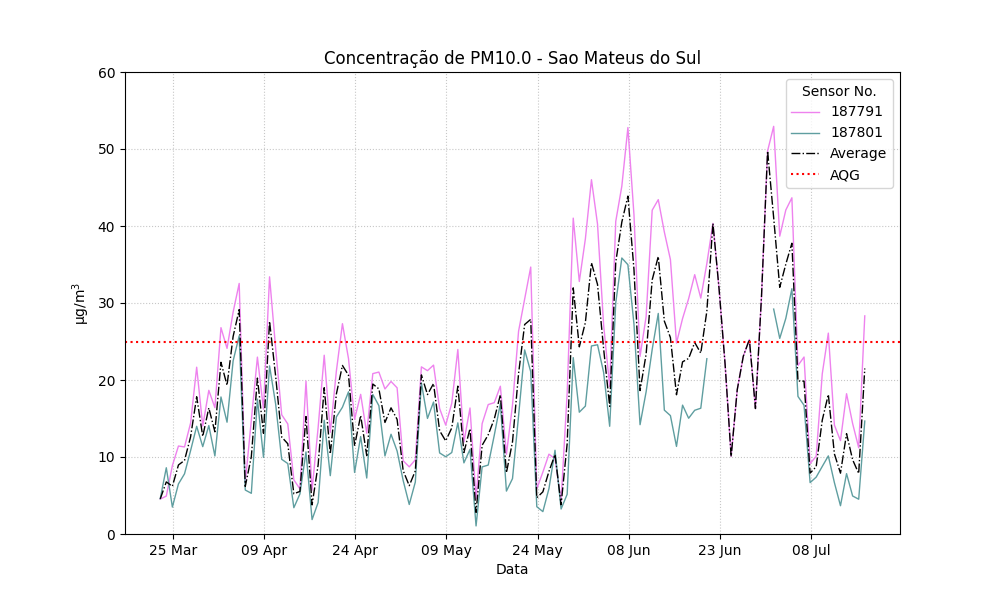 Concentração de PM10.0 - Sao Mateus do Sul
60
50
40
30
20
10
0
µg/m³
25 Mar
09 Apr
24 Apr
09 May
24 May
08 Jun
23 Jun
08 Jul
Data
Sensor No.
187791
187801
Average
AQG